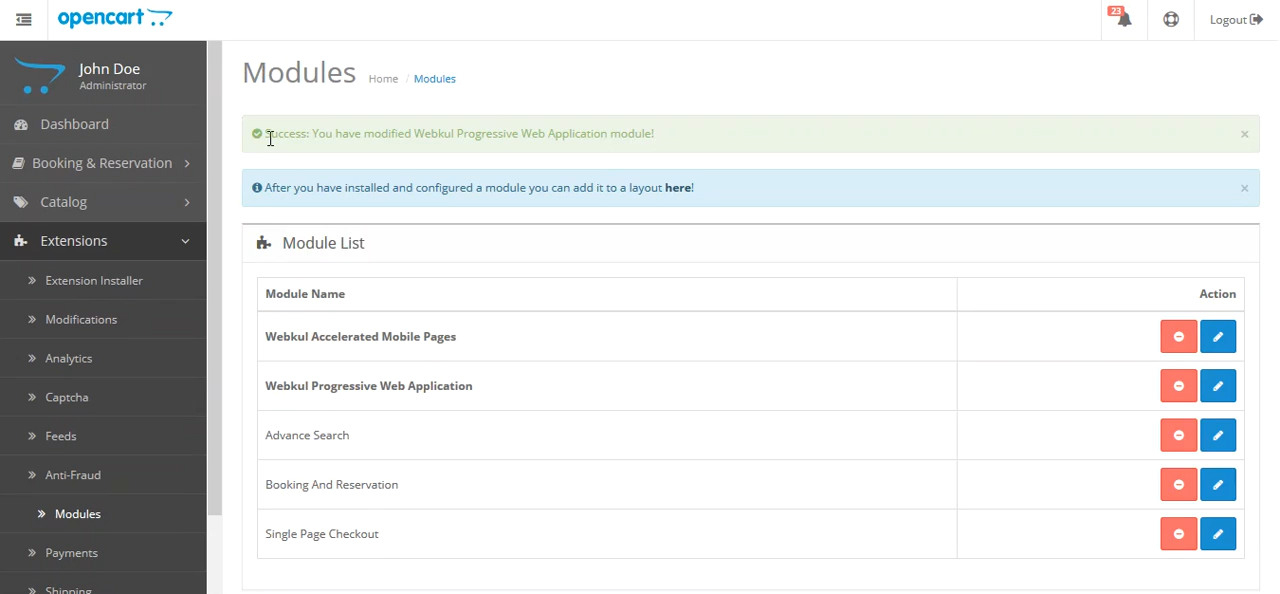 opencart
23
Logout
John Doe
Administrator
Dashboard
Booking & Reservation
Catalog
Extensions
Extension Installer
Modifications
Analytics
Captcha
Feeds
Anti-Fraud
Modules
Payments
Shipping
Modules
Home / Modules
Success: You have modified Webkul Progressive Web Application module!
×
After you have installed and configured a module you can add it to a layout here!
×
Module List
Module Name Action
Webkul Accelerated Mobile Pages
Webkul Progressive Web Application
Advance Search
Booking And Reservation
Single Page Checkout